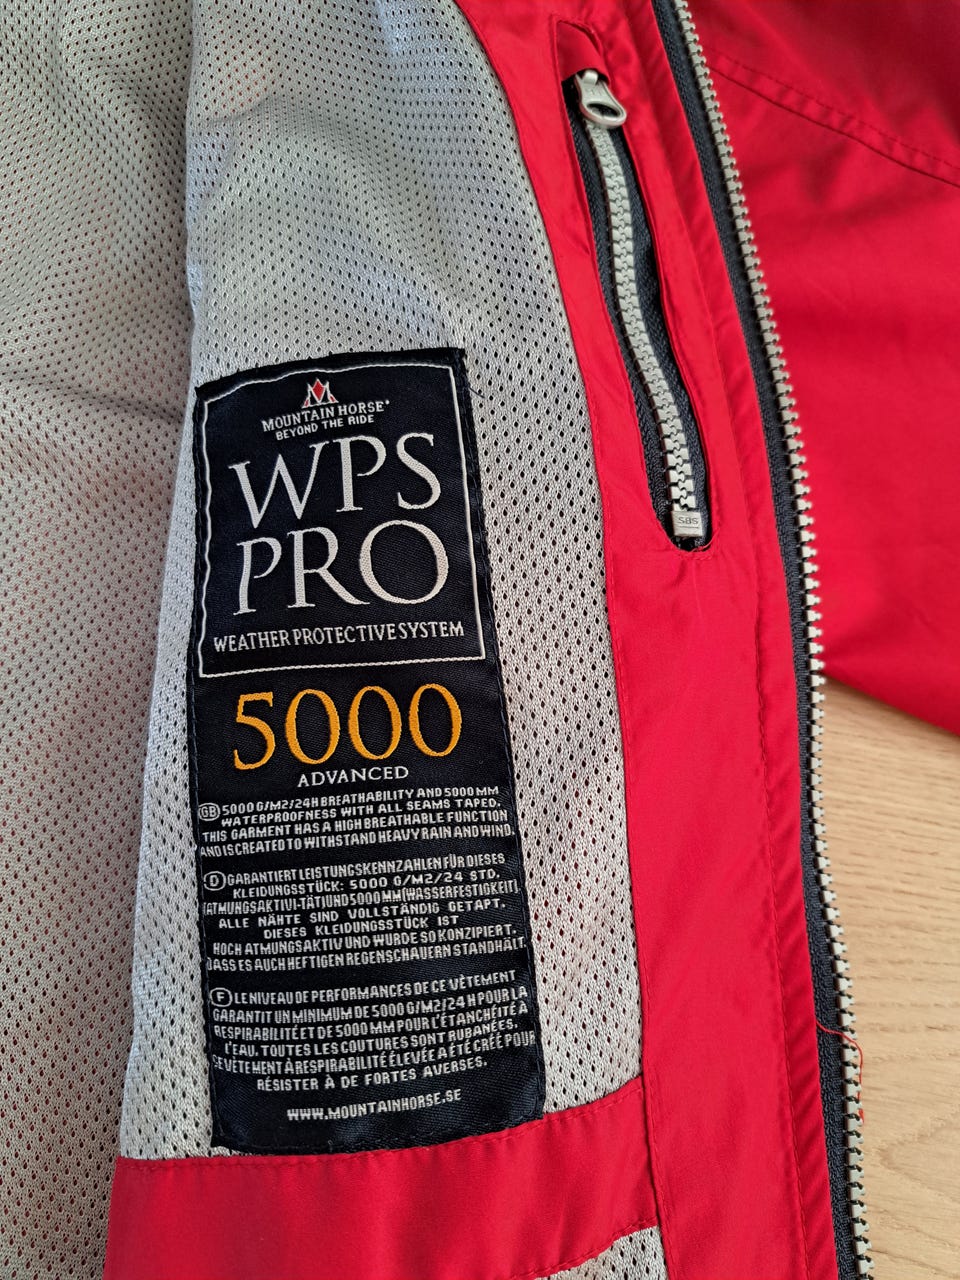 MOUNTAIN HORSE®
BEYOND THE RIDE
WPS
PRO
WEATHER PROTECTIVE SYSTEM
5000
ADVANCED
GB 5000 G/M2/24H BREATHABILITY AND 5000 MM
WATERPROOFNESS WITH ALL SEAMS TAPED.
THIS GARMENT HAS A HIGH BREATHABLE FUNCTION
AND IS CREATED TO WITHSTAND HEAVY RAIN AND WIND.
D GARANTIERT LEISTUNGSKENNZAHLEN FÜR DIESES
KLEIDUNGSSTÜCK: 5000 G/M2/24 STD.
(ATMUNGSAKTIVI-TÄT) UND 5000 MM (WASSERFESTIGKEIT)
ALLE NÄHTE SIND VOLLSTÄNDIG GETAPT.
DIESES KLEIDUNGSSTÜCK IST
HOCH ATMUNGSAKTIV UND WURDE SO KONZIPIERT,
DASS ES AUCH HEFTIGEN REGENSCHAUERN STANDHÄLT.
F LE NIVEAU DE PERFORMANCES DE CE VÊTEMENT
GARANTIT UN MINIMUM DE 5000 G/M2/24 H POUR LA
RESPIRABILITÉ ET DE 5000 MM POUR L'ÉTANCHÉITÉ À
L'EAU. TOUTES LES COUTURES SONT RUBANÉES.
CE VÊTEMENT À RESPIRABILITÉ ÉLEVÉE A ÉTÉ CRÉÉ POUR
RÉSISTER À DE FORTES AVERSES.
WWW.MOUNTAINHORSE.SE
sbs